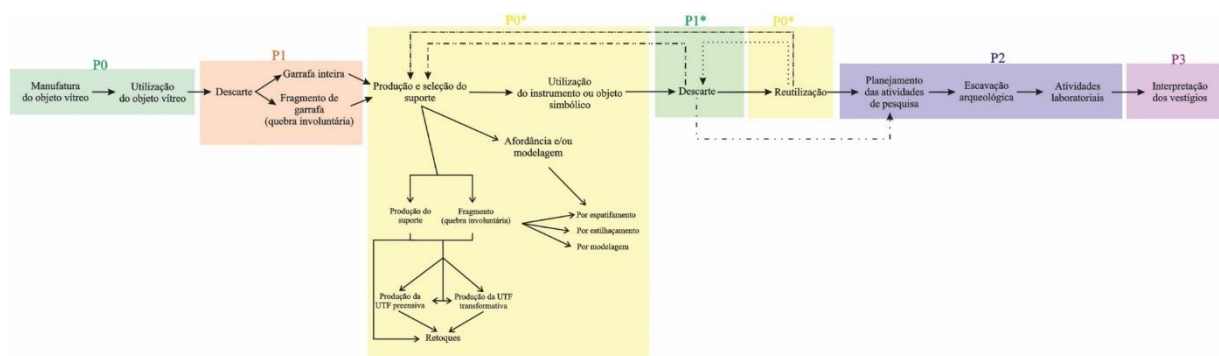 P0
Manufatura
do objeto vítreo
Utilização
do objeto vítreo
P1
Descarte
Garrafa inteira
Fragmento
de garrafa
(quebra involuntária)
P0*
Produção e seleção do
suporte
Utilização
do instrumento ou objeto
simbólico
Afordância e/ou
modelagem
Produção do
suporte
Fragmento
(quebra involuntária)
Por espatifamento
Por estilhaçamento
Por modelagem
Produção da
UTF preensiva
Produção da UTF
transformativa
Retoques
P1*
Descarte
P0*
Reutilização
P2
Planejamento
das atividades
de pesquisa
Escavação
arqueológica
Atividades
laboratoriais
P3
Interpretação
dos vestígios